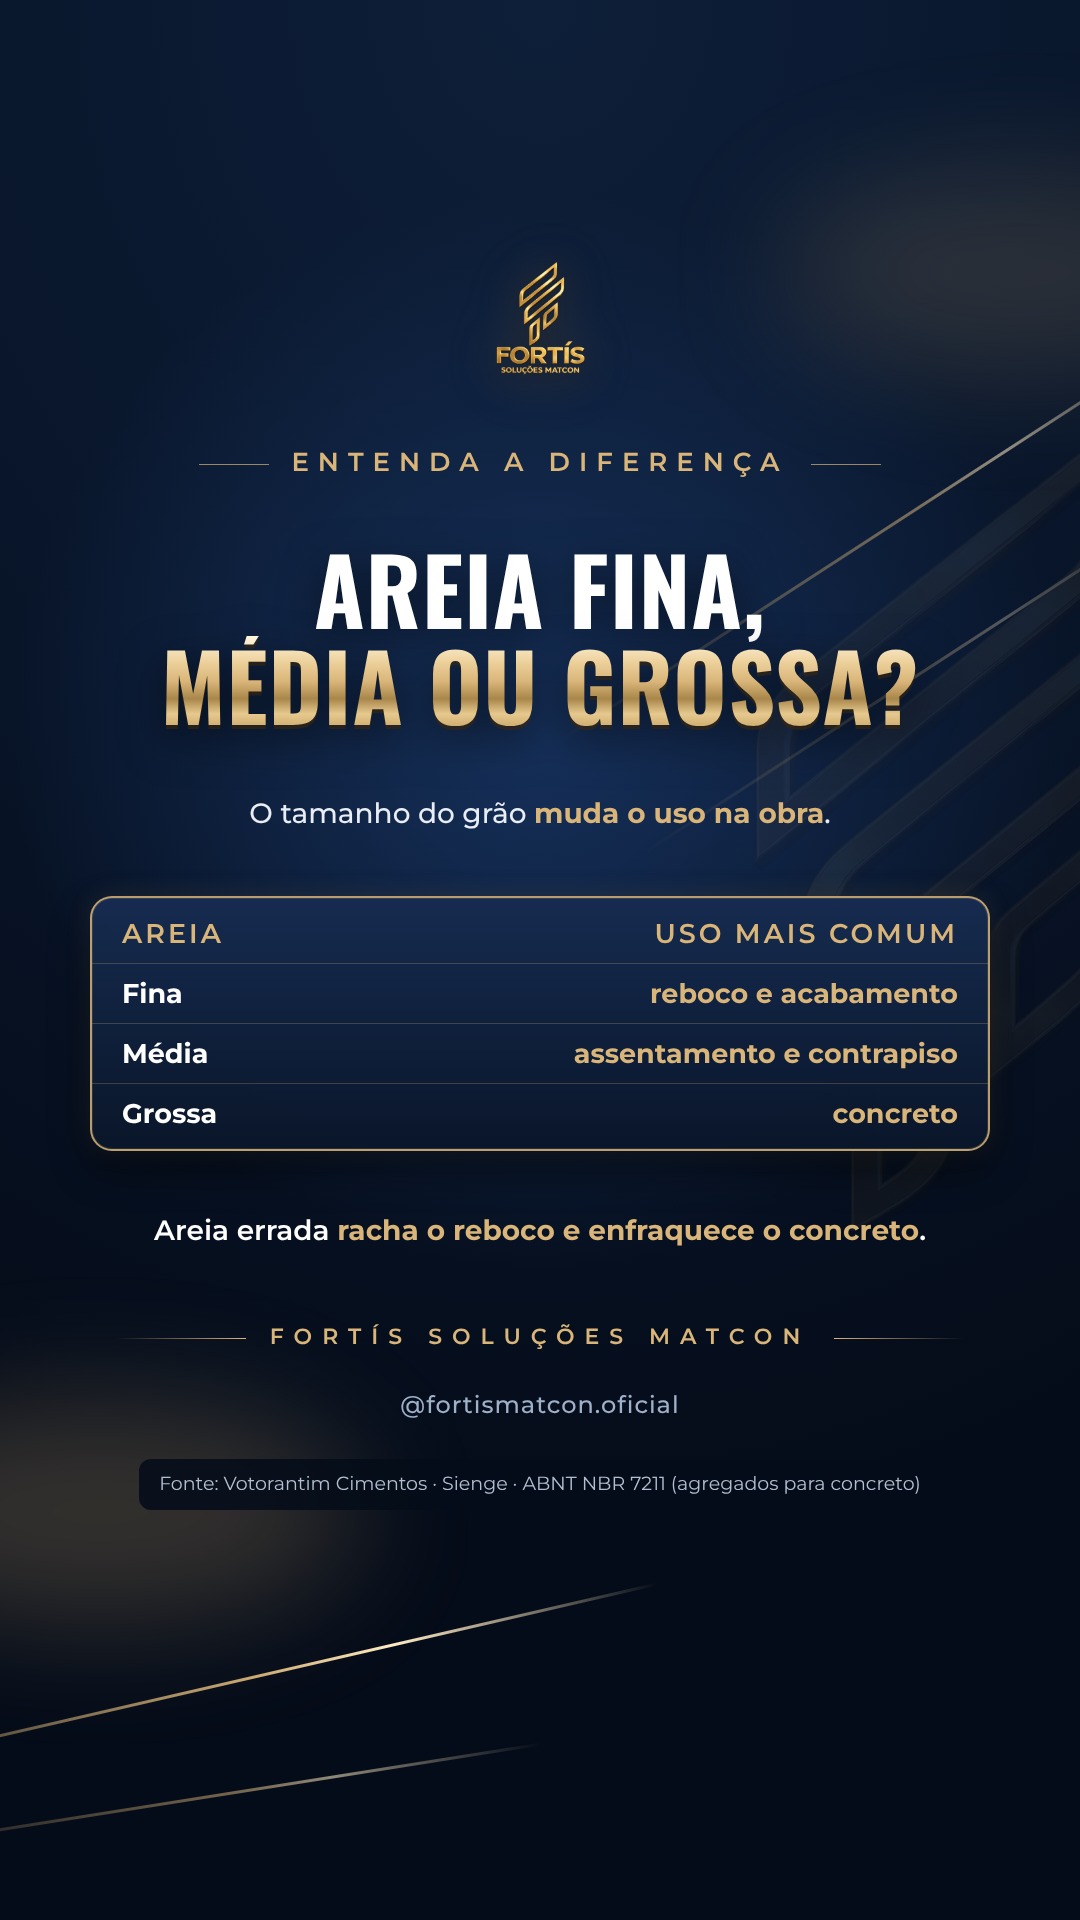 FORTÍS
SOLUÇÕES MATCON
ENTENDA A DIFERENÇA
AREIA FINA,
MÉDIA OU GROSSA?
O tamanho do grão muda o uso na obra.
AREIA USO MAIS COMUM
Fina reboco e acabamento
Média assentamento e contrapiso
Grossa concreto
Areia errada racha o reboco e enfraquece o concreto.
FORTÍS SOLUÇÕES MATCON
@fortismatcon.oficial
Fonte: Votorantim Cimentos · Sienge · ABNT NBR 7211 (agregados para concreto)